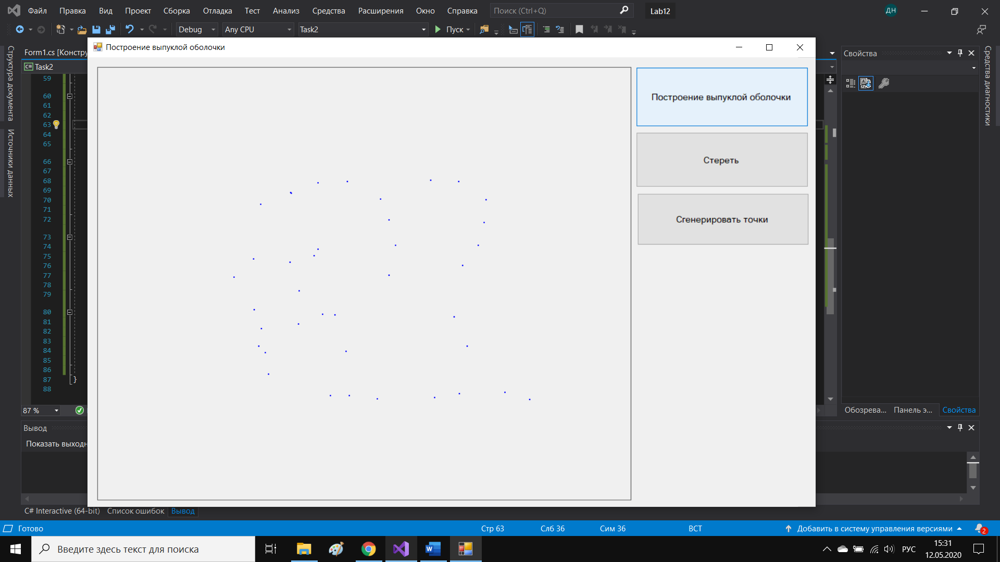 Файл Правка Вид Проект Сборка Отладка Тест Анализ Средства Расширения Окно Справка Поиск (Ctrl+Q) Lab12 ДН
Debug Any CPU Task2 Пуск
Построение выпуклой оболочки
Form1.cs [Констру
C# Task2
Структура документа
Источники данных
59
60
61
62
63
64
65
66
67
68
69
70
71
72
73
74
75
76
77
78
79
80
81
82
83
84
85
86
87 }
88
Построение выпуклой оболочки
Стереть
Сгенерировать точки
Свойства
Средства диагностики
87 %
Обозрева... Панель э... Свойства
Вывод
Показать выходн
C# Interactive (64-bit) Список ошибок Вывод
Готово Стр 63 Слб 36 Сим 36 ВСТ Добавить в систему управления версиями 2
Введите здесь текст для поиска
W
РУС
15:31
12.05.2020